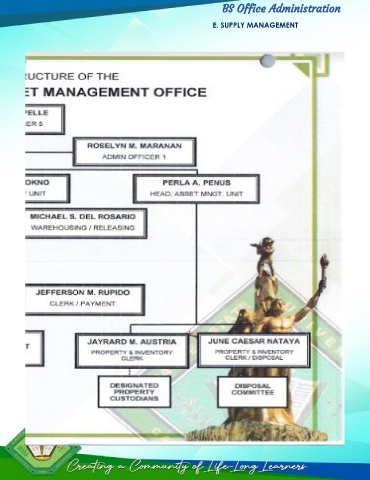 BS Office Administration
E. SUPPLY MANAGEMENT
RUCTURE OF THE
ET MANAGEMENT OFFICE
PELLE
ER 5
ROSELYN M. MARANAN
ADMIN OFFICER 1
OKNO
UNIT
PERLA A. PENUS
HEAD, ASSET MNGT. UNIT
MICHAEL S. DEL ROSARIO
WAREHOUSING / RELEASING
JEFFERSON M. RUPIDO
CLERK / PAYMENT
T
JAYRARD M. AUSTRIA
PROPERTY & INVENTORY
CLERK
JUNE CAESAR NATAYA
PROPERTY & INVENTORY
CLERK / DISPOSAL
DESIGNATED
PROPERTY
CUSTODIANS
DISPOSAL
COMMITTEE
Creating a Community of Life-Long Learners